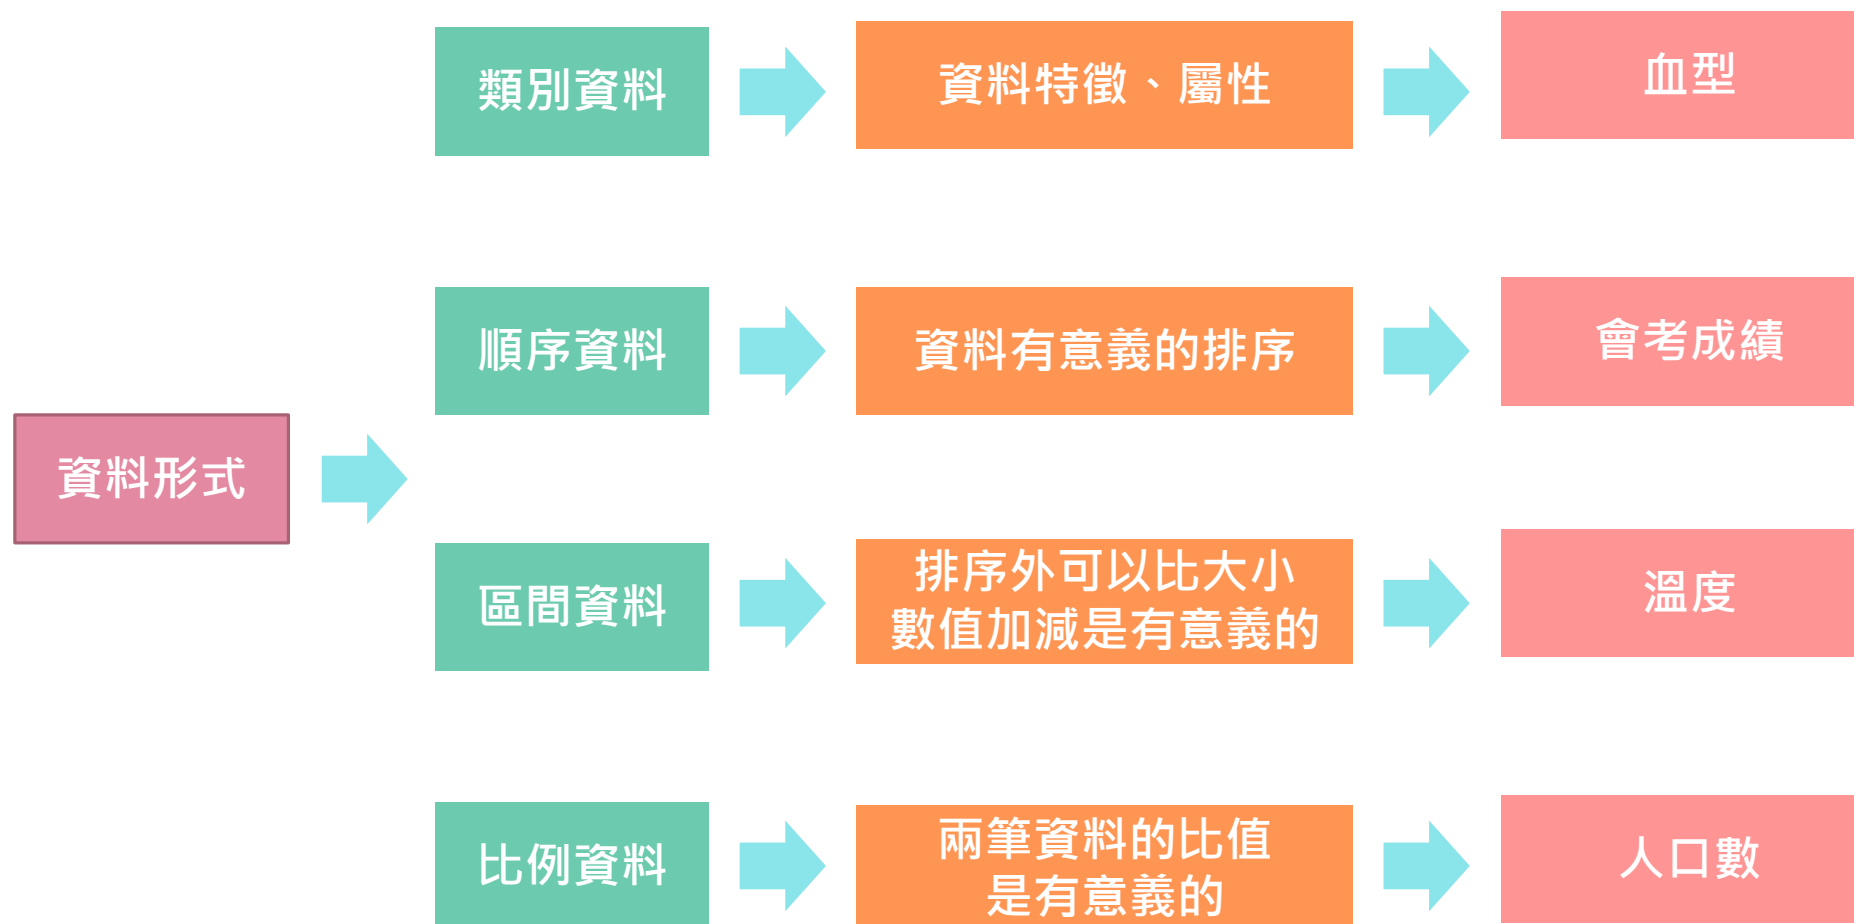 類別資料
資料特徵、屬性
血型
順序資料
資料有意義的排序
會考成績
資料形式
區間資料
排序外可以比大小
數值加減是有意義的
溫度
比例資料
兩筆資料的比值
是有意義的
人口數